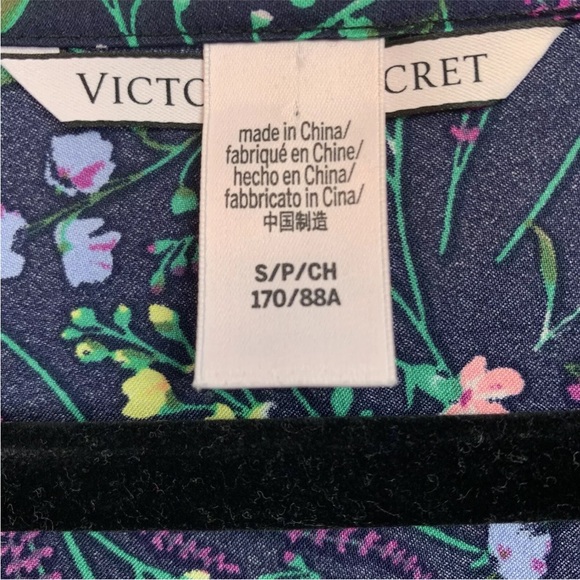 VICTO CRET
made in China/
fabriqué en Chine/
hecho en China/
fabbricato in Cina/
中国制造
S/P/CH
170/88A